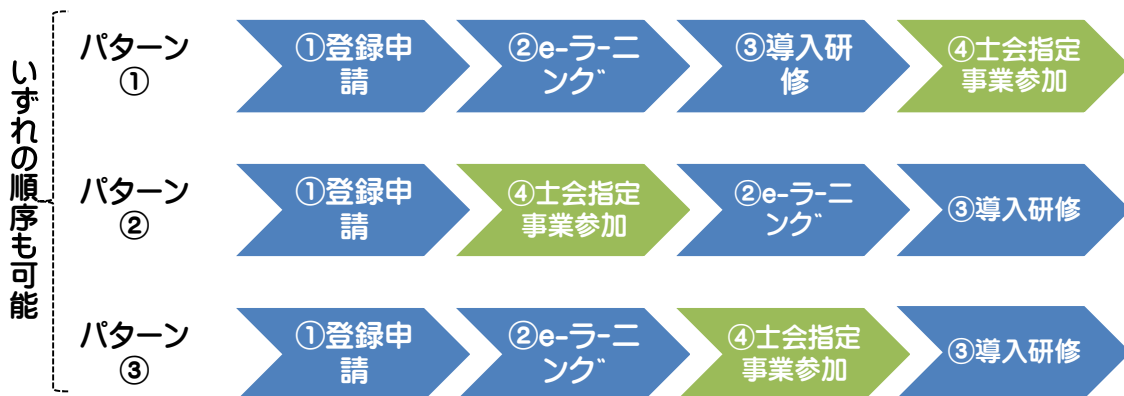 いずれの順序も可能
パターン
①
①登録申
請
②e-ラ-ニ
ング
③導入研
修
④士会指定
事業参加
パターン
②
①登録申
請
④士会指定
事業参加
②e-ラ-ニ
ング
③導入研修
パターン
③
①登録申
請
②e-ラ-ニ
ング
④士会指定
事業参加
③導入研修